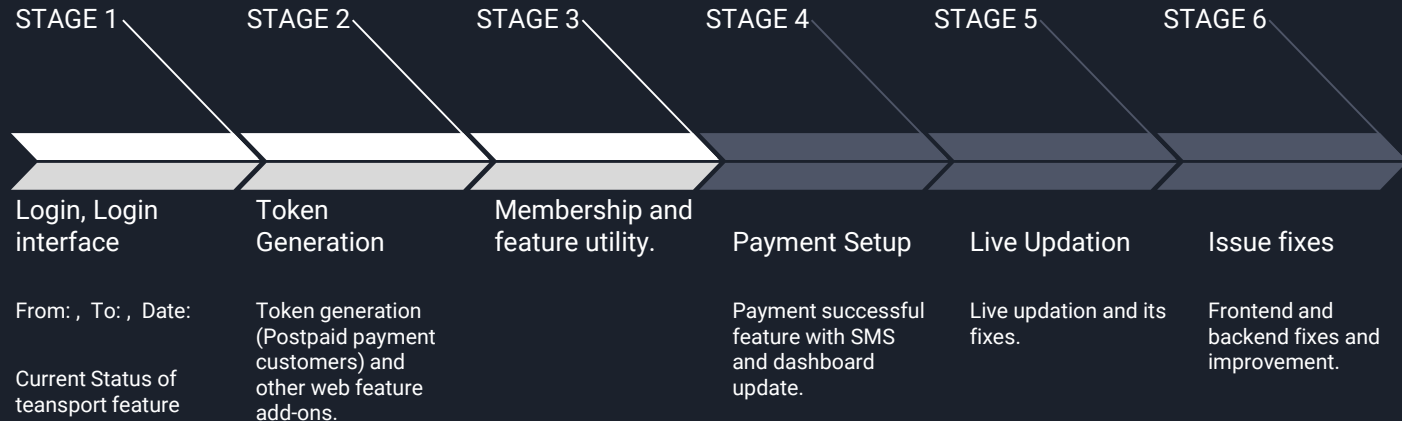 STAGE 1
STAGE 2
STAGE 3
STAGE 4
STAGE 5
STAGE 6
Login, Login
interface
From: , To: , Date:
Current Status of
teansport feature
Token
Generation
Token generation
(Postpaid payment
customers) and
other web feature
add-ons.
Membership and
feature utility.
Payment Setup
Payment successful
feature with SMS
and dashboard
update.
Live Updation
Live updation and its
fixes.
Issue fixes
Frontend and
backend fixes and
improvement.